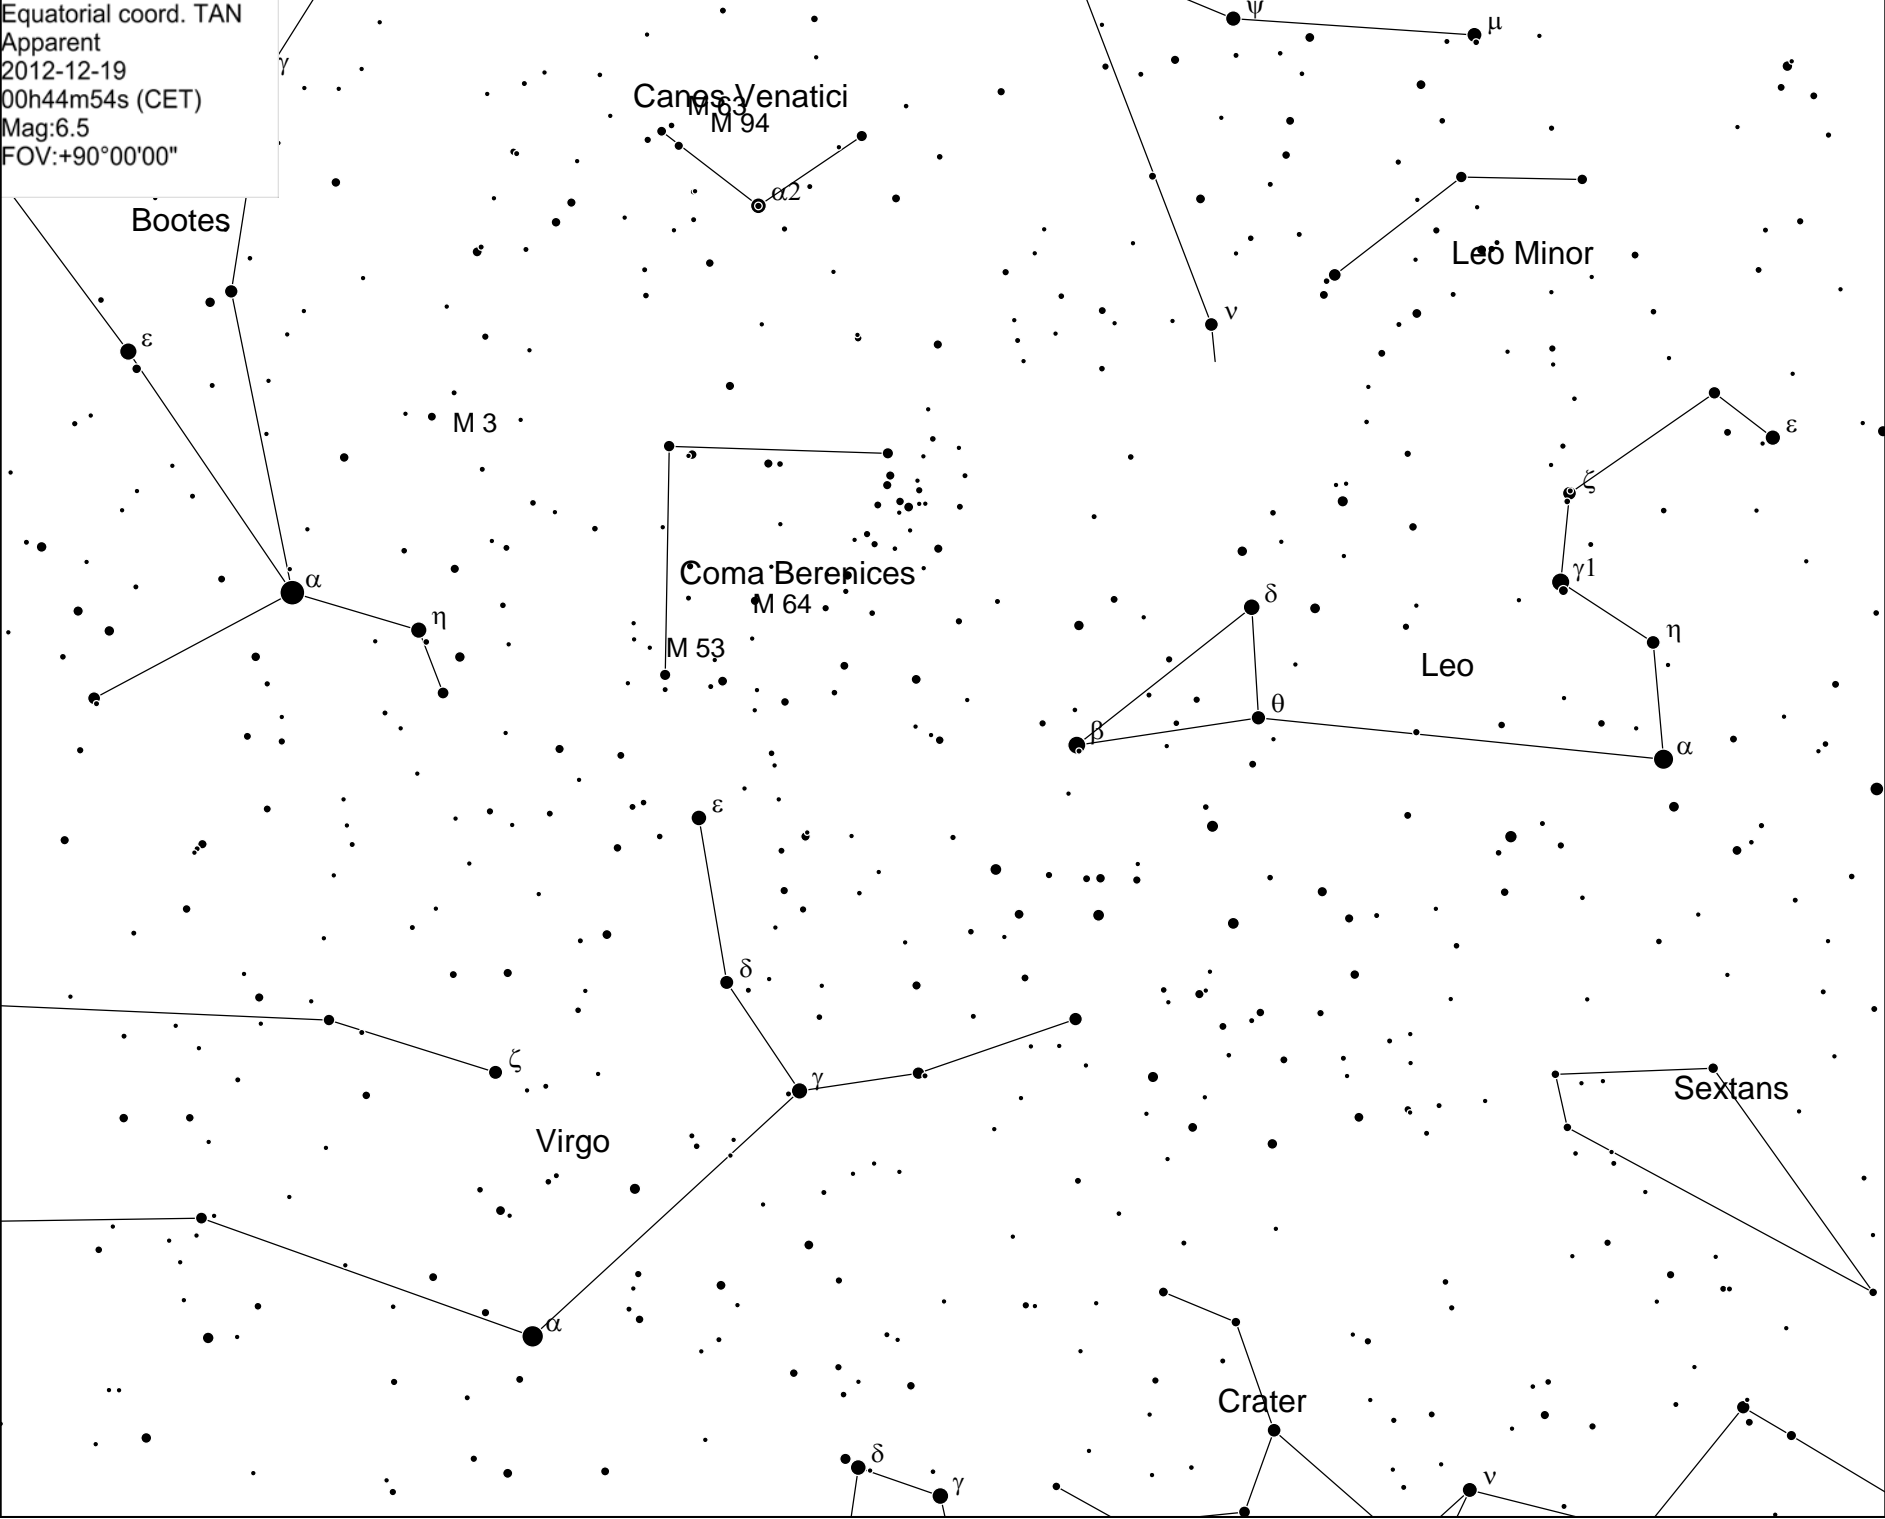 Equatorial coord. TAN
Apparent
2012-12-19
00h44m54s (CET)
Mag:6.5
FOV:+90°00'00"
γ
ψ
μ
Canes Venatici
M 63
M 94
α2
Bootes
Leo Minor
ν
ε
M 3
ε
ζ
Coma Berenices
γ1
α
M 64
δ
η
η
M 53
Leo
θ
β
α
ε
δ
ζ
γ
Sextans
Virgo
α
Crater
δ
γ
ν